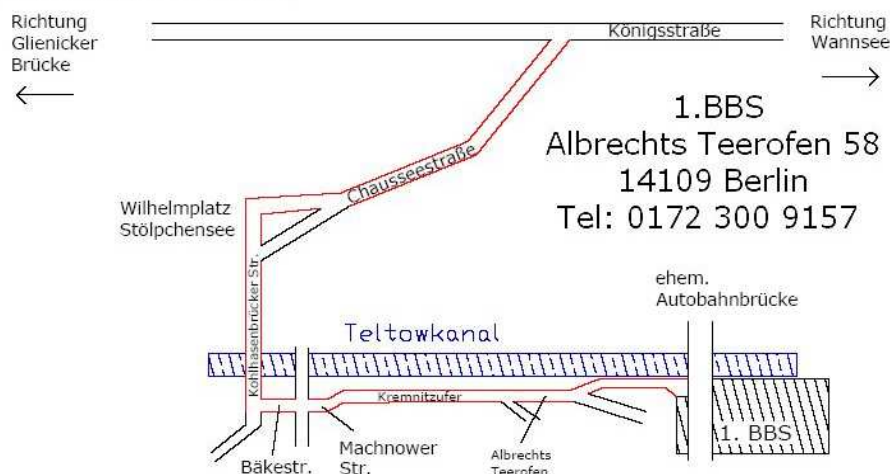 Richtung
Glienicker
Brücke
Königsstraße
Richtung
Wannsee
1.BBS
Albrechts Teerofen 58
14109 Berlin
Tel: 0172 300 9157
Chausseestraße
Wilhelmplatz
Stölpchensee
Kohlhasenbrücker Str.
ehem.
Autobahnbrücke
Teltowkanal
Kremnitzufer
Bäkestr.
Machnower
Str.
Albrechts
Teerofen
1. BBS